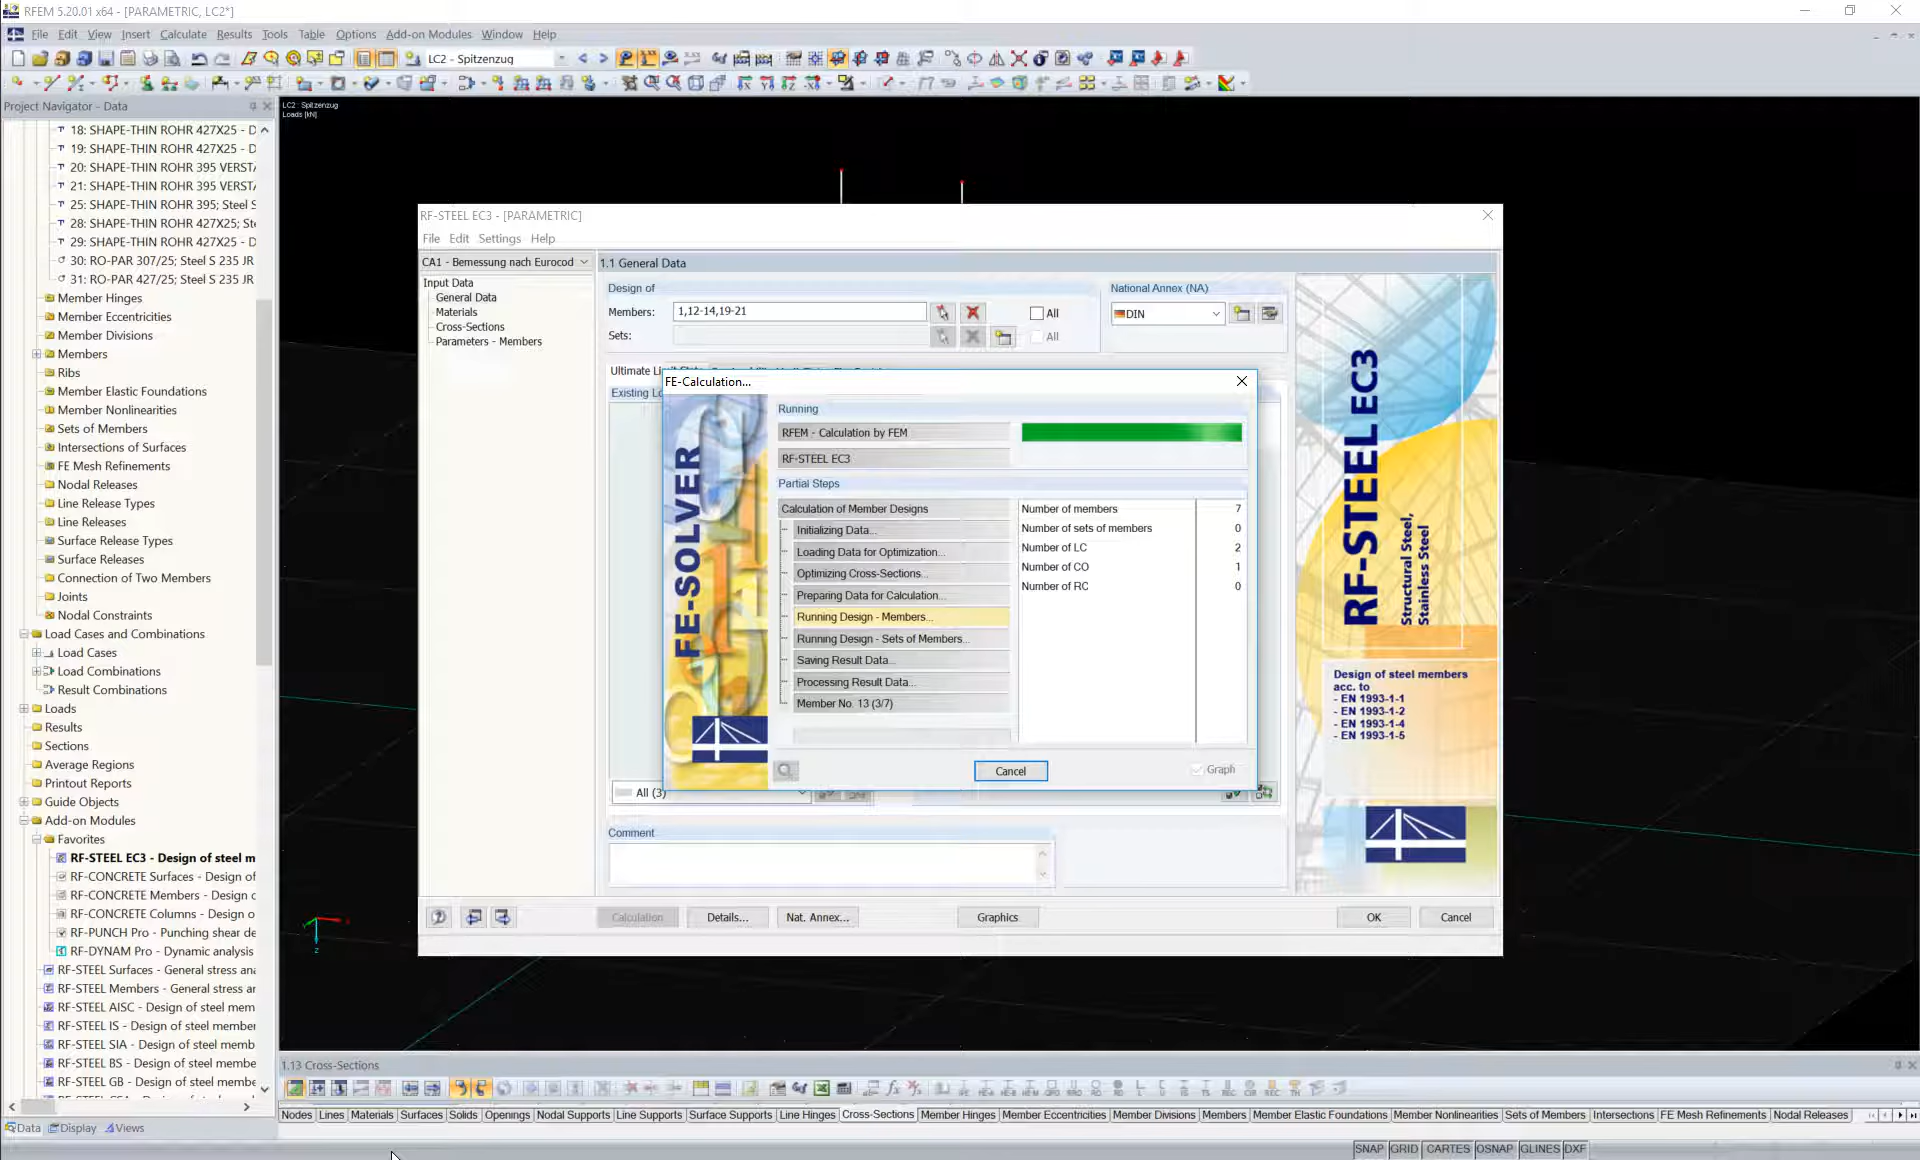 RFEM 5.20.01 x64 - [PARAMETRIC, LC2*]
File Edit View Insert Calculate Results Tools Table Options Add-on Modules Window Help
LC2 - Spitzenzug
Project Navigator - Data
18: SHAPE-THIN ROHR 427X25 - D
19: SHAPE-THIN ROHR 427X25 - D
20: SHAPE-THIN ROHR 395 VERST
21: SHAPE-THIN ROHR 395 VERST
25: SHAPE-THIN ROHR 395; Steel S
28: SHAPE-THIN ROHR 427X25; St
29: SHAPE-THIN ROHR 427X25 - D
30: RO-PAR 307/25; Steel S 235 JR
31: RO-PAR 427/25; Steel S 235 JR
Member Hinges
Member Eccentricities
Member Divisions
Members
Ribs
Member Elastic Foundations
Member Nonlinearities
Sets of Members
Intersections of Surfaces
FE Mesh Refinements
Nodal Releases
Line Release Types
Line Releases
Surface Release Types
Surface Releases
Connection of Two Members
Joints
Nodal Constraints
Load Cases and Combinations
Load Cases
Load Combinations
Result Combinations
Loads
Results
Sections
Average Regions
Printout Reports
Guide Objects
Add-on Modules
Favorites
RF-STEEL EC3 - Design of steel m
RF-CONCRETE Surfaces - Design of
RF-CONCRETE Members - Design c
RF-CONCRETE Columns - Design o
RF-PUNCH Pro - Punching shear de
RF-DYNAM Pro - Dynamic analysis
RF-STEEL Surfaces - General stress ana
RF-STEEL Members - General stress ar
RF-STEEL AISC - Design of steel mem
RF-STEEL IS - Design of steel member
RF-STEEL SIA - Design of steel memb
RF-STEEL BS - Design of steel membe
RF-STEEL GB - Design of steel membe
Data Display Views
LC2 : Spitzenzug
Loads [kN]
RF-STEEL EC3 - [PARAMETRIC]
File Edit Settings Help
CA1 - Bemessung nach Eurocod
Input Data
General Data
Materials
Cross-Sections
Parameters - Members
1.1 General Data
Design of
Members: 1,12-14,19-21 All
Sets: All
National Annex (NA)
DIN
Ultimate Li
Existing Lo
FE-Calculation...
FE-SOLVER
Running
RFEM - Calculation by FEM
RF-STEEL EC3
Partial Steps
Calculation of Member Designs
Initializing Data...
Loading Data for Optimization...
Optimizing Cross-Sections...
Preparing Data for Calculation...
Running Design - Members...
Running Design - Sets of Members...
Saving Result Data...
Processing Result Data...
Member No. 13 (3/7)
Number of members 7
Number of sets of members 0
Number of LC 2
Number of CO 1
Number of RC 0
Cancel
Graph
All (3)
Comment
RF-STEEL EC3
Structural Steel,
Stainless Steel
Design of steel members
acc. to
- EN 1993-1-1
- EN 1993-1-2
- EN 1993-1-4
- EN 1993-1-5
Calculation Details... Nat. Annex... Graphics OK Cancel
1.13 Cross-Sections
Nodes Lines Materials Surfaces Solids Openings Nodal Supports Line Supports Surface Supports Line Hinges Cross-Sections Member Hinges Member Eccentricities Member Divisions Members Member Elastic Foundations Member Nonlinearities Sets of Members Intersections FE Mesh Refinements Nodal Releases
SNAP GRID CARTES OSNAP GLINES DXF